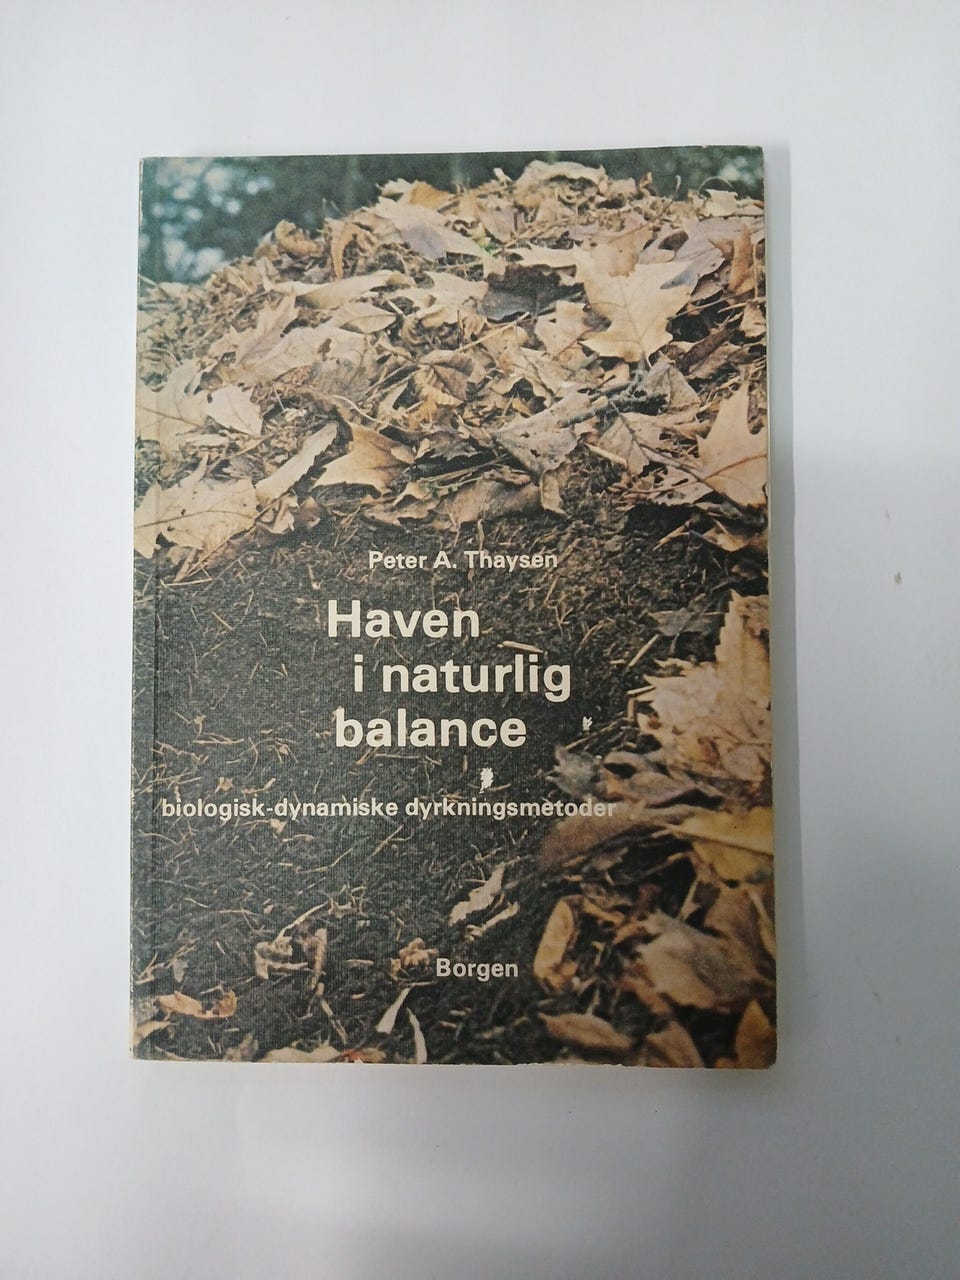 Peter A. Thaysen
Haven
i naturlig
balance
biologisk-dynamiske dyrkningsmetoder
Borgen